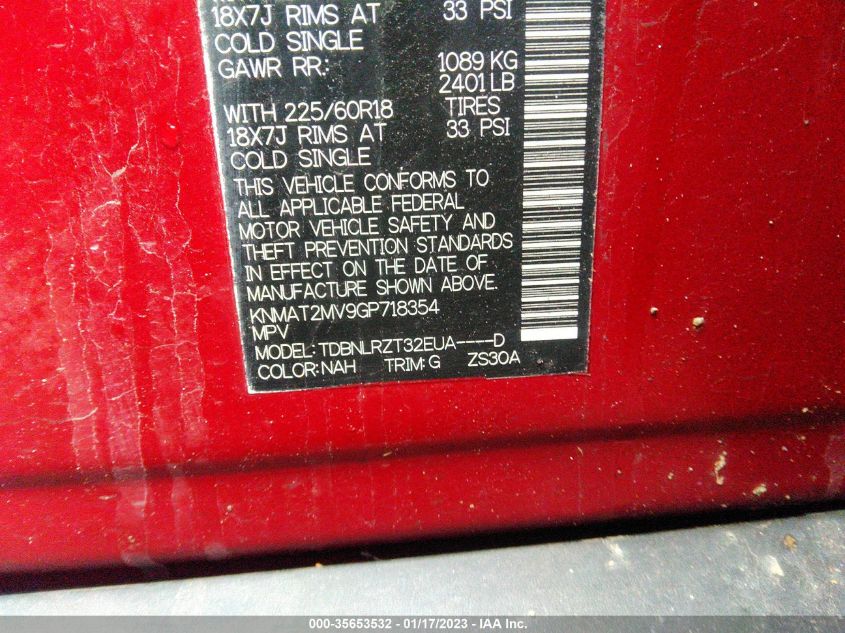 18X7J RIMS AT 33 PSI
COLD SINGLE
GAWR RR: 1089 KG
2401 LB
WITH 225/60R18 TIRES
18X7J RIMS AT 33 PSI
COLD SINGLE
THIS VEHICLE CONFORMS TO
ALL APPLICABLE FEDERAL
MOTOR VEHICLE SAFETY AND
THEFT PREVENTION STANDARDS
IN EFFECT ON THE DATE OF
MANUFACTURE SHOWN ABOVE.
KNMAT2MV9GP718354
MPV
MODEL: TDBNLRZT32EUA----D
COLOR: NAH TRIM: G ZS30A
000-35653532 - 01/17/2023 - IAA Inc.